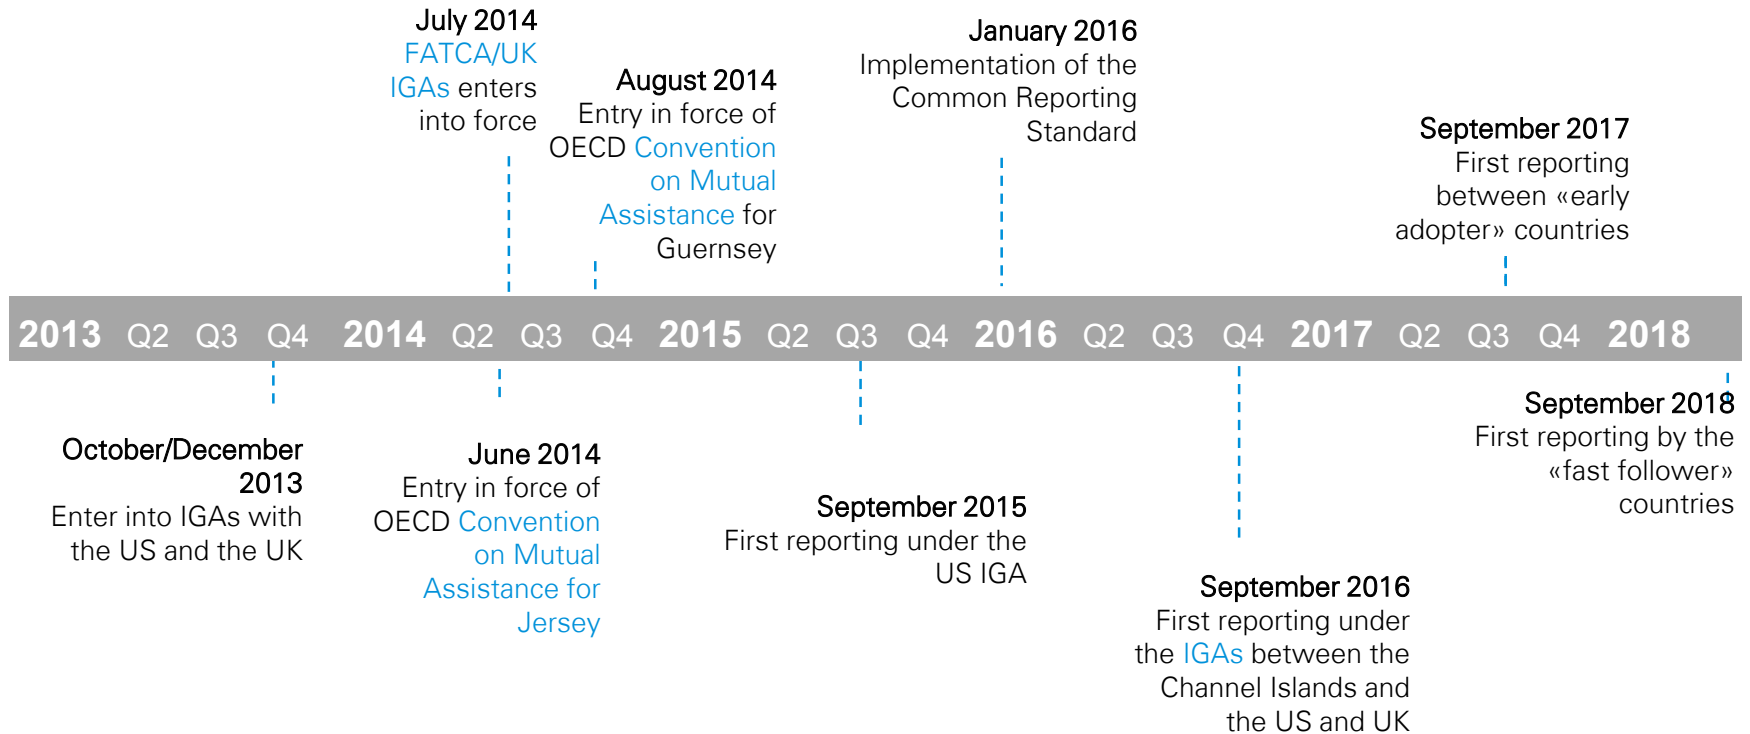 July 2014
FATCA/UK
IGAs enters
into force
August 2014
Entry in force of
OECD Convention
on Mutual
Assistance for
Guernsey
January 2016
Implementation of the
Common Reporting
Standard
September 2017
First reporting
between «early
adopter» countries
2013 Q2 Q3 Q4 2014 Q2 Q3 Q4 2015 Q2 Q3 Q4 2016 Q2 Q3 Q4 2017 Q2 Q3 Q4 2018
October/December
2013
Enter into IGAs with
the US and the UK
June 2014
Entry in force of
OECD Convention
on Mutual
Assistance for
Jersey
September 2015
First reporting under the
US IGA
September 2016
First reporting under
the IGAs between the
Channel Islands and
the US and UK
September 2018
First reporting by the
«fast follower»
countries